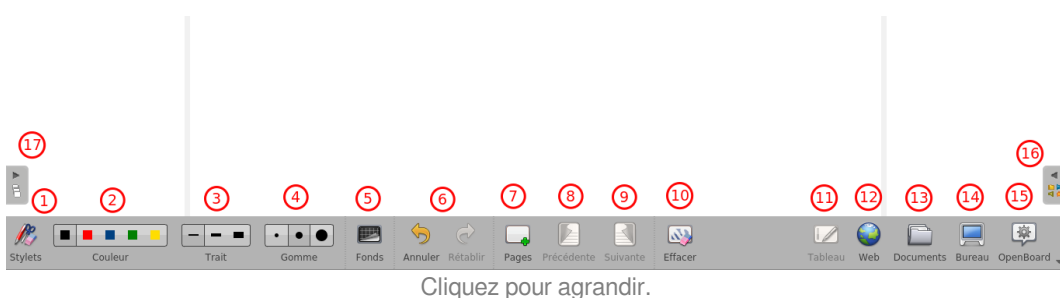 17
16
1 2 3 4 5 6 7 8 9 10 11 12 13 14 15
Stylets Couleur Trait Gomme Fonds Annuler Rétablir Pages Précédente Suivante Effacer Tableau Web Documents Bureau OpenBoard
Cliquez pour agrandir.